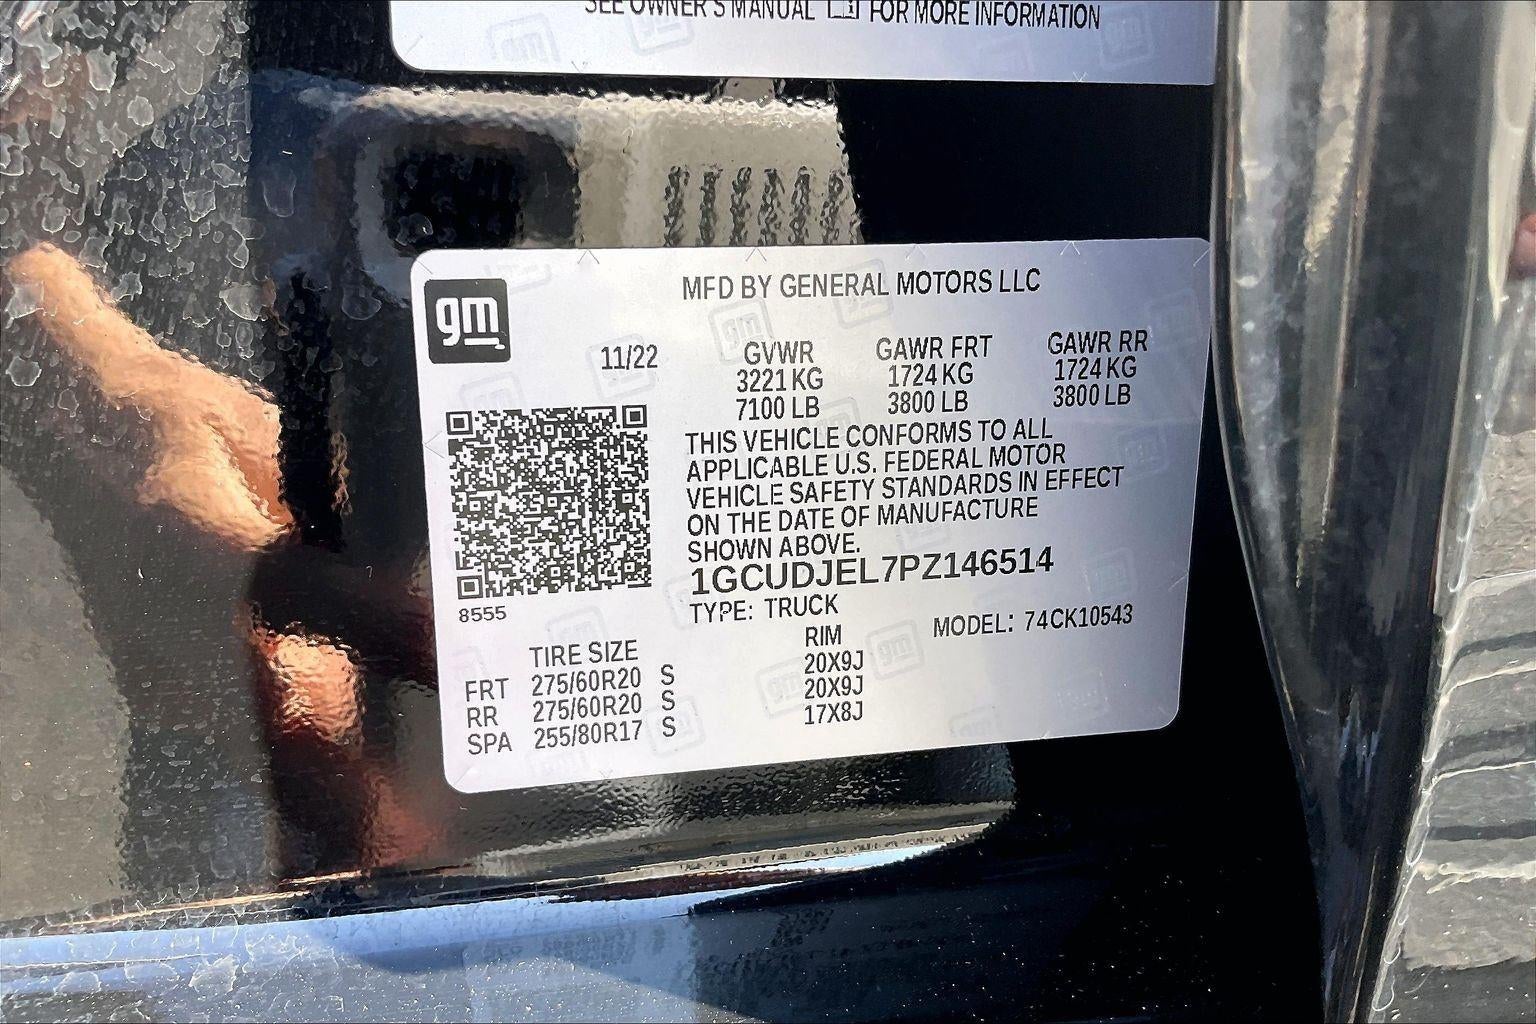 SEE OWNER'S MANUAL FOR MORE INFORMATION
gm
MFD BY GENERAL MOTORS LLC
11/22
GVWR GAWR FRT GAWR RR
3221 KG 1724 KG 1724 KG
7100 LB 3800 LB 3800 LB
THIS VEHICLE CONFORMS TO ALL
APPLICABLE U.S. FEDERAL MOTOR
VEHICLE SAFETY STANDARDS IN EFFECT
ON THE DATE OF MANUFACTURE
SHOWN ABOVE.
1GCUDJEL7PZ146514
8555
TYPE: TRUCK MODEL: 74CK10543
TIRE SIZE RIM
FRT 275/60R20 S 20X9J
RR 275/60R20 S 20X9J
SPA 255/80R17 S 17X8J